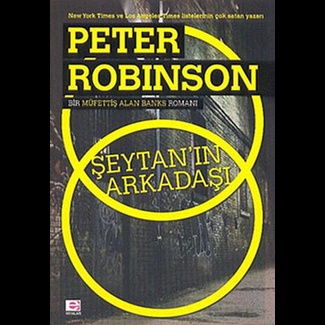 New York Times ve Los Angeles Times listelerinin çok satan yazarı
PETER
ROBINSON
BİR MÜFETTİŞ ALAN BANKS ROMANI
ŞEYTAN'IN
ARKADAŞI